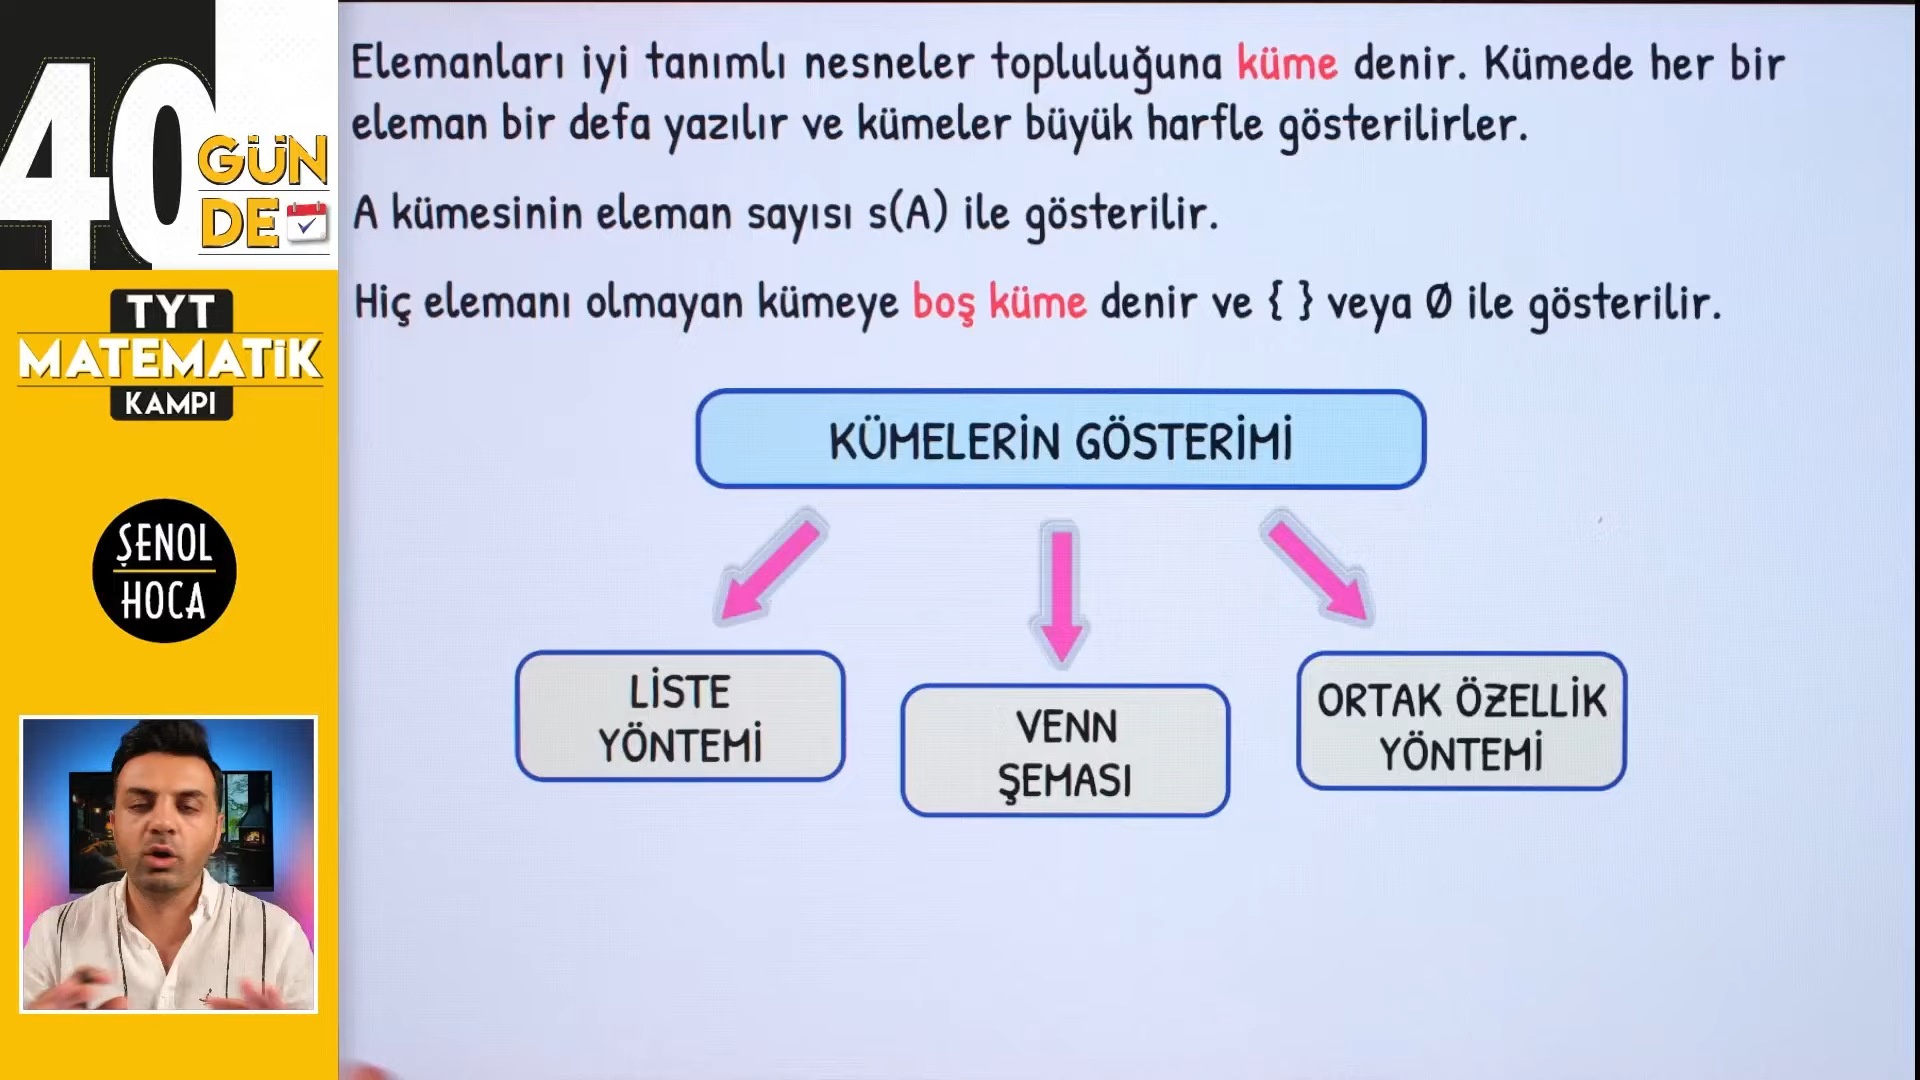 40
GÜN
DE
TYT
MATEMATİK
KAMPI
ŞENOL
HOCA
Elemanları iyi tanımlı nesneler topluluğuna küme denir. Kümede her bir
eleman bir defa yazılır ve kümeler büyük harfle gösterilirler.
A kümesinin eleman sayısı s(A) ile gösterilir.
Hiç elemanı olmayan kümeye boş küme denir ve { } veya Ø ile gösterilir.
KÜMELERİN GÖSTERİMİ
LİSTE
YÖNTEMİ
VENN
ŞEMASI
ORTAK ÖZELLİK
YÖNTEMİ